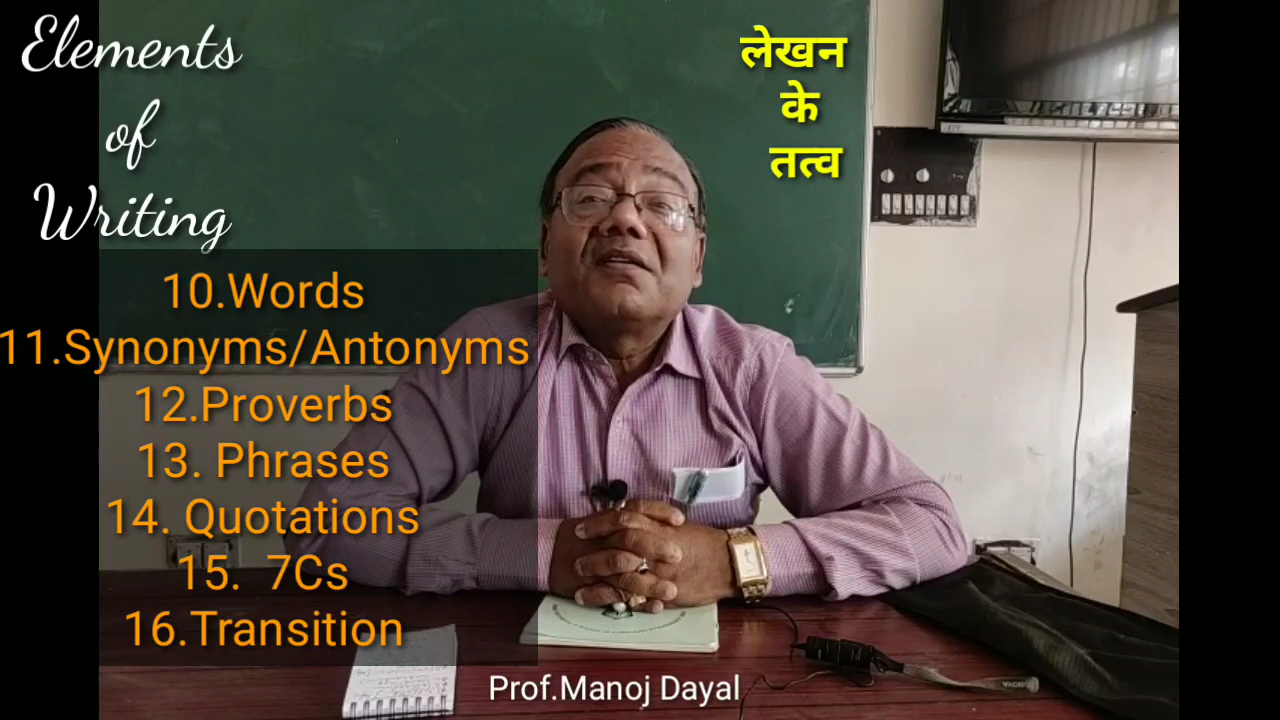 Elements
of
Writing
लेखन
के
तत्व
10.Words
11.Synonyms/Antonyms
12.Proverbs
13. Phrases
14. Quotations
15. 7Cs
16.Transition
Prof.Manoj Dayal
BOYA